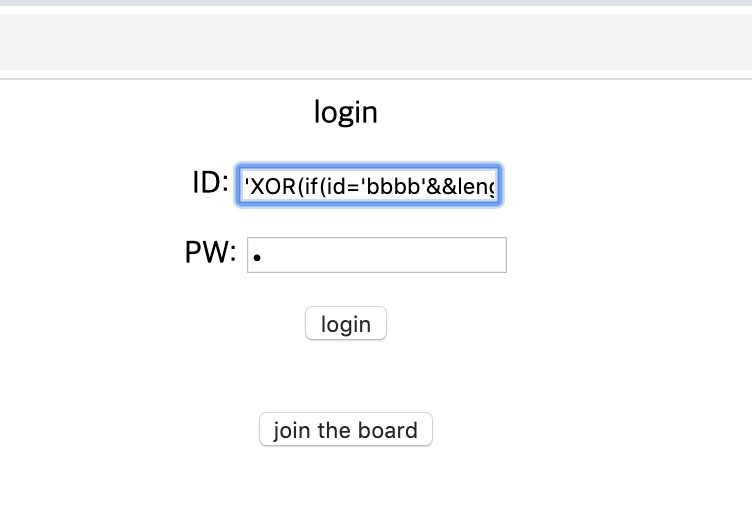 login
ID: 'XOR(if(id='bbbb'&&leng
PW: •
login
join the board